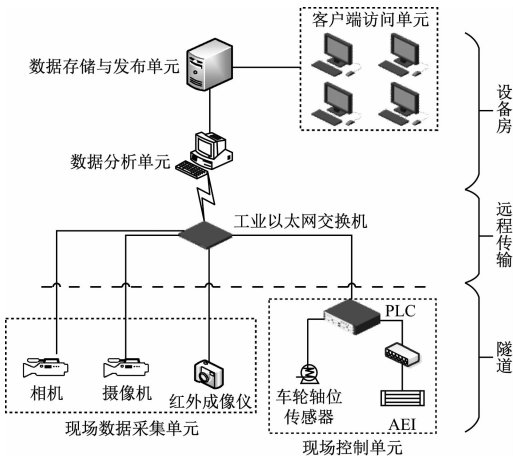 客户端访问单元
数据存储与发布单元
设备房
数据分析单元
工业以太网交换机
远程传输
PLC
隧道
相机
摄像机
红外成像仪
车轮轴位
传感器
AEI
现场数据采集单元
现场控制单元